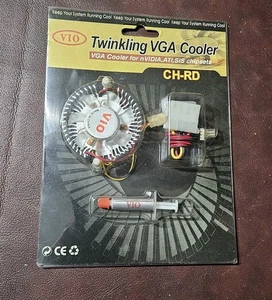 Keep Your System Running Cool Keep Your System Running Cool Keep Your System Running Cool
VIO
Twinkling VGA Cooler
VGA Cooler for nVIDIA,ATI,SIS chipsets
CH-RD
VIO
VIO
CE